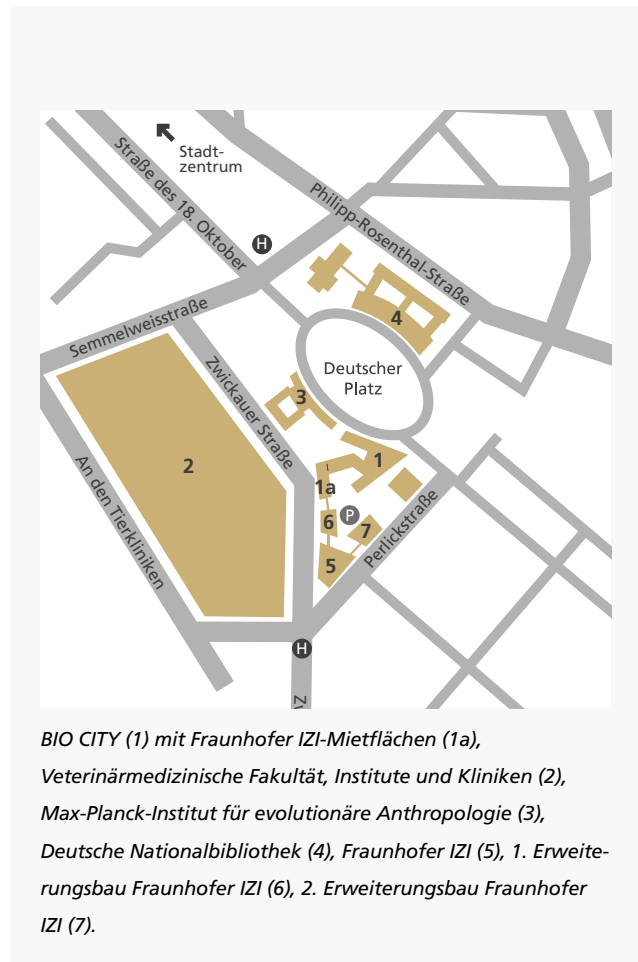 Stadt-
zentrum
Straße des 18. Oktober
H
Philipp-Rosenthal-Straße
Semmelweisstraße
4
Deutscher
Platz
Zwickauer Straße
3
2
1
1a
An den Tierkliniken
P
6
7
Perlickstraße
5
H
Zw
BIO CITY (1) mit Fraunhofer IZI-Mietflächen (1a),
Veterinärmedizinische Fakultät, Institute und Kliniken (2),
Max-Planck-Institut für evolutionäre Anthropologie (3),
Deutsche Nationalbibliothek (4), Fraunhofer IZI (5), 1. Erweite-
rungsbau Fraunhofer IZI (6), 2. Erweiterungsbau Fraunhofer
IZI (7).